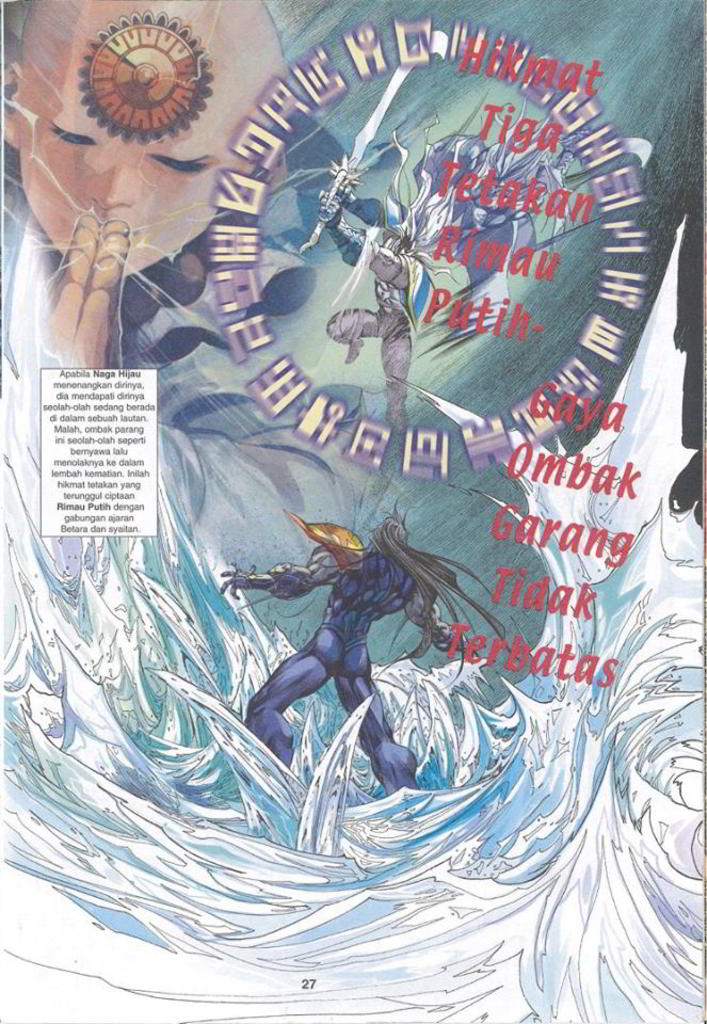 Hikmat
Tiga
Tetakan
Rimau
Putih-
Gaya
Ombak
Garang
Tidak
Terbatas
Apabila Naga Hijau
menenangkan dirinya,
dia mendapati dirinya
seolah-olah sedang berada
di dalam sebuah lautan.
Malah, ombak parang
ini seolah-olah seperti
bernyawa lalu
menolaknya ke dalam
lembah kematian. Inilah
hikmat tetakan yang
terunggul ciptaan
Rimau Putih dengan
gabungan ajaran
Betara dan syaitan.
27